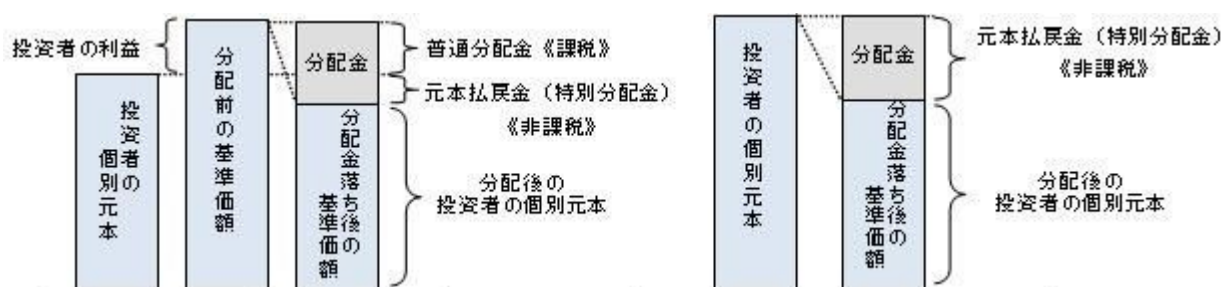 投資者の利益
投資者の
個別元本
分配前の基準価額
分配金
分配金落ち後の
基準価額
普通分配金《課税》
元本払戻金（特別分配金）
《非課税》
分配後の
投資者の個別元本
投資者の個別元本
分配金
分配金落ち後の
基準価額
元本払戻金（特別分配金）
《非課税》
分配後の
投資者の個別元本